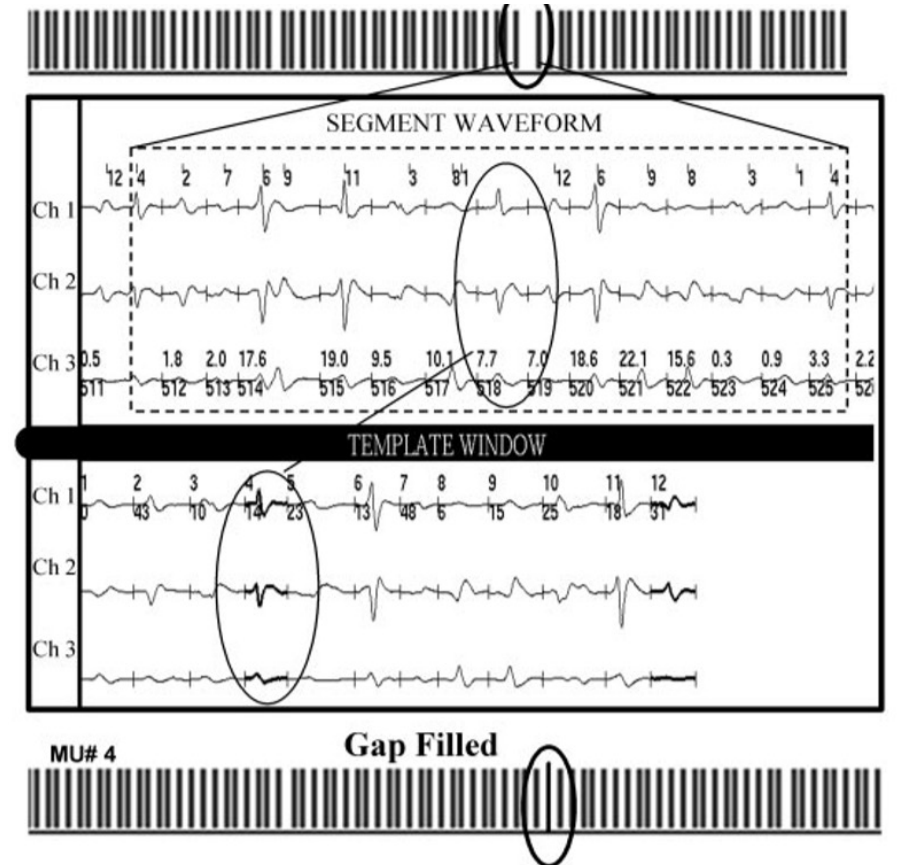 SEGMENT WAVEFORM
12 4 2 7 6 9 11 3 8 1 12 6 9 8 3 1 4
Ch 1
Ch 2
Ch 3
0.5 1.8 2.0 17.6 19.0 9.5 10.1 7.7 7.0 18.6 22.1 15.6 0.3 0.9 3.3 2.2
511 512 513 514 515 516 517 518 519 520 521 522 523 524 525
TEMPLATE WINDOW
1 2 3 4 5 6 7 8 9 10 11 12
Ch 1
0 43 10 14 23 13 48 6 15 25 18 31
Ch 2
Ch 3
MU# 4
Gap Filled